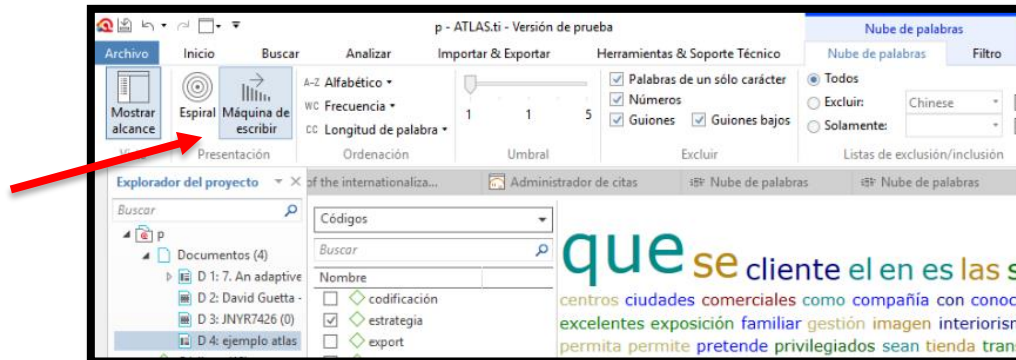 p - ATLAS.ti - Versión de prueba
Nube de palabras
Archivo Inicio Buscar Analizar Importar & Exportar Herramientas & Soporte Técnico Nube de palabras Filtro
Mostrar alcance
Espiral
Máquina de escribir
A-Z Alfabético
WC Frecuencia
CC Longitud de palabra
1 1 5
Palabras de un sólo carácter
Números
Guiones Guiones bajos
Todos
Excluir: Chinese
Solamente:
Presentación Ordenación Umbral Excluir Listas de exclusión/inclusión
Explorador del proyecto
of the internationaliza... Administrador de citas Nube de palabras Nube de palabras
Buscar
p
Documentos (4)
D 1: 7. An adaptive
D 2: David Guetta -
D 3: JNYR7426 (0)
D 4: ejemplo atlas
Códigos
Buscar
Nombre
codificación
estrategia
export
que se cliente el en es las s
centros ciudades comerciales como compañía con conoc
excelentes exposición familiar gestión imagen interiorism
permita permite pretende privilegiados sean tienda trans